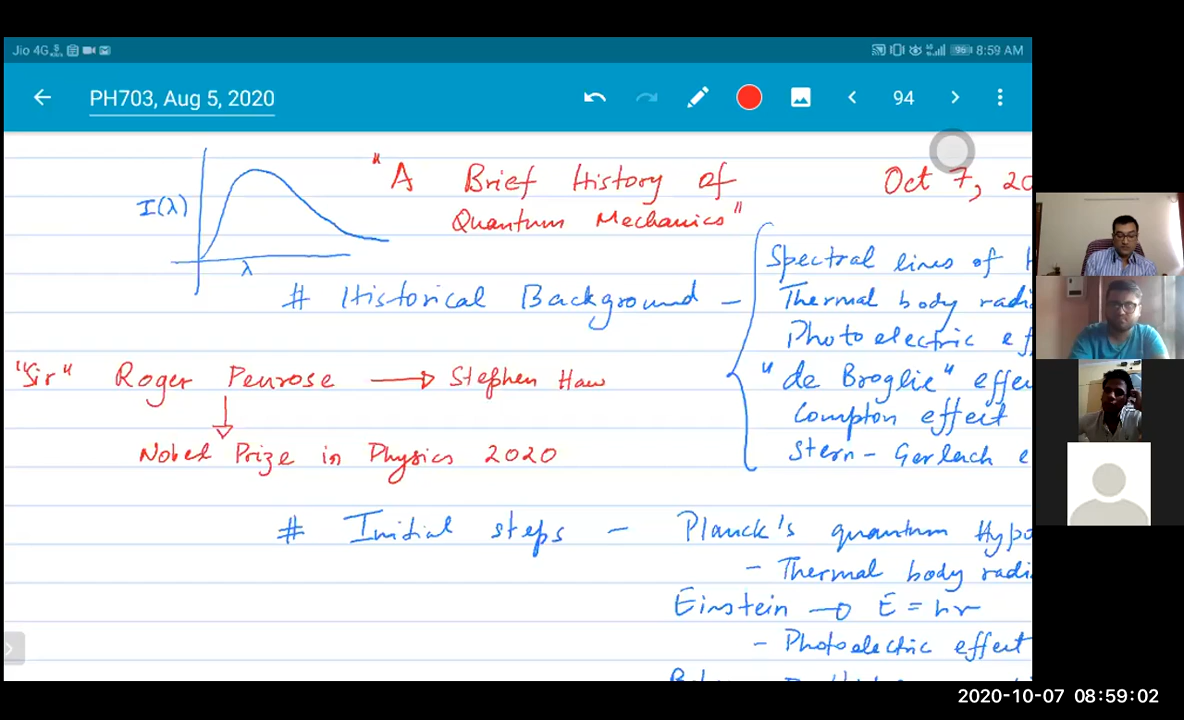 Jio 4G 96 8:59 AM
PH703, Aug 5, 2020 94
"A Brief History of
Quantum Mechanics"
Oct 7, 20
I(λ)
λ
# Historical Background -
Spectral lines of
Thermal body radi
Photoelectric ef
"de Broglie" effe
Compton effect
Stern - Gerlach e
"Sir" Roger Penrose → Stephen Haw
Nobel Prize in Physics 2020
# Initial steps - Planck's quantum Hypo
- Thermal body radi
Einstein → E = hν
- Photoelectric effect
2020-10-07 08:59:02